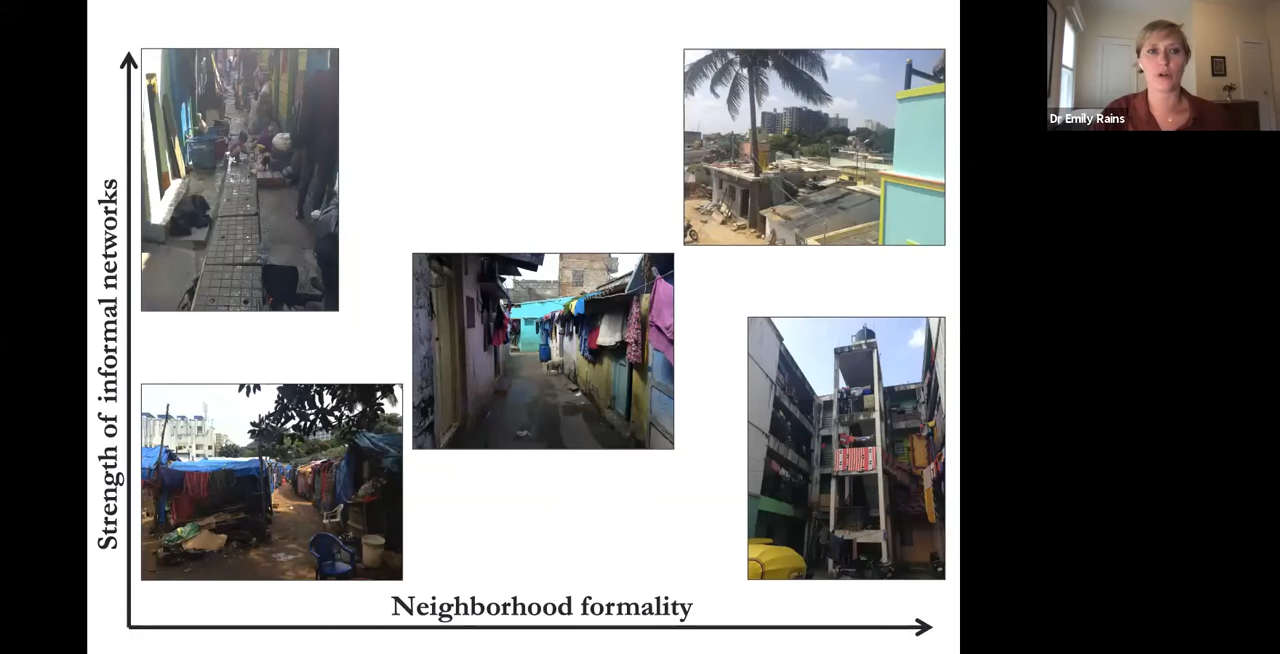 Strength of informal networks
Neighborhood formality
Dr Emily Rains